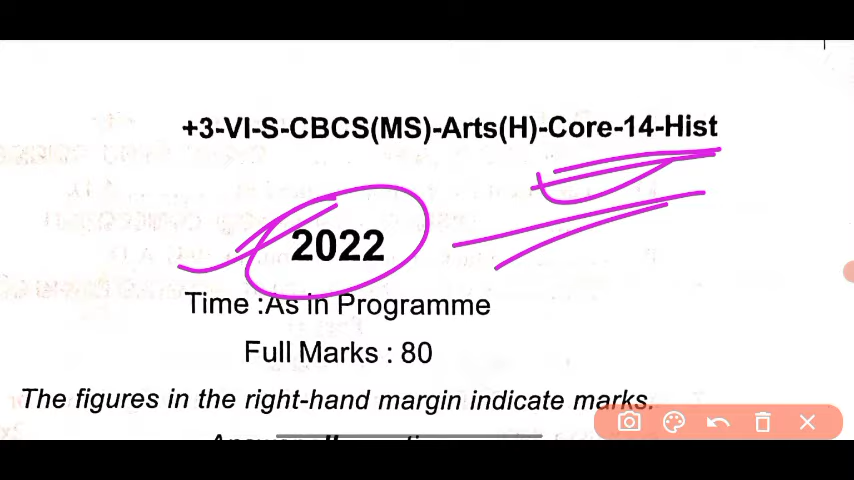 +3-VI-S-CBCS(MS)-Arts(H)-Core-14-Hist
2022
Time :As in Programme
Full Marks : 80
The figures in the right-hand margin indicate marks.